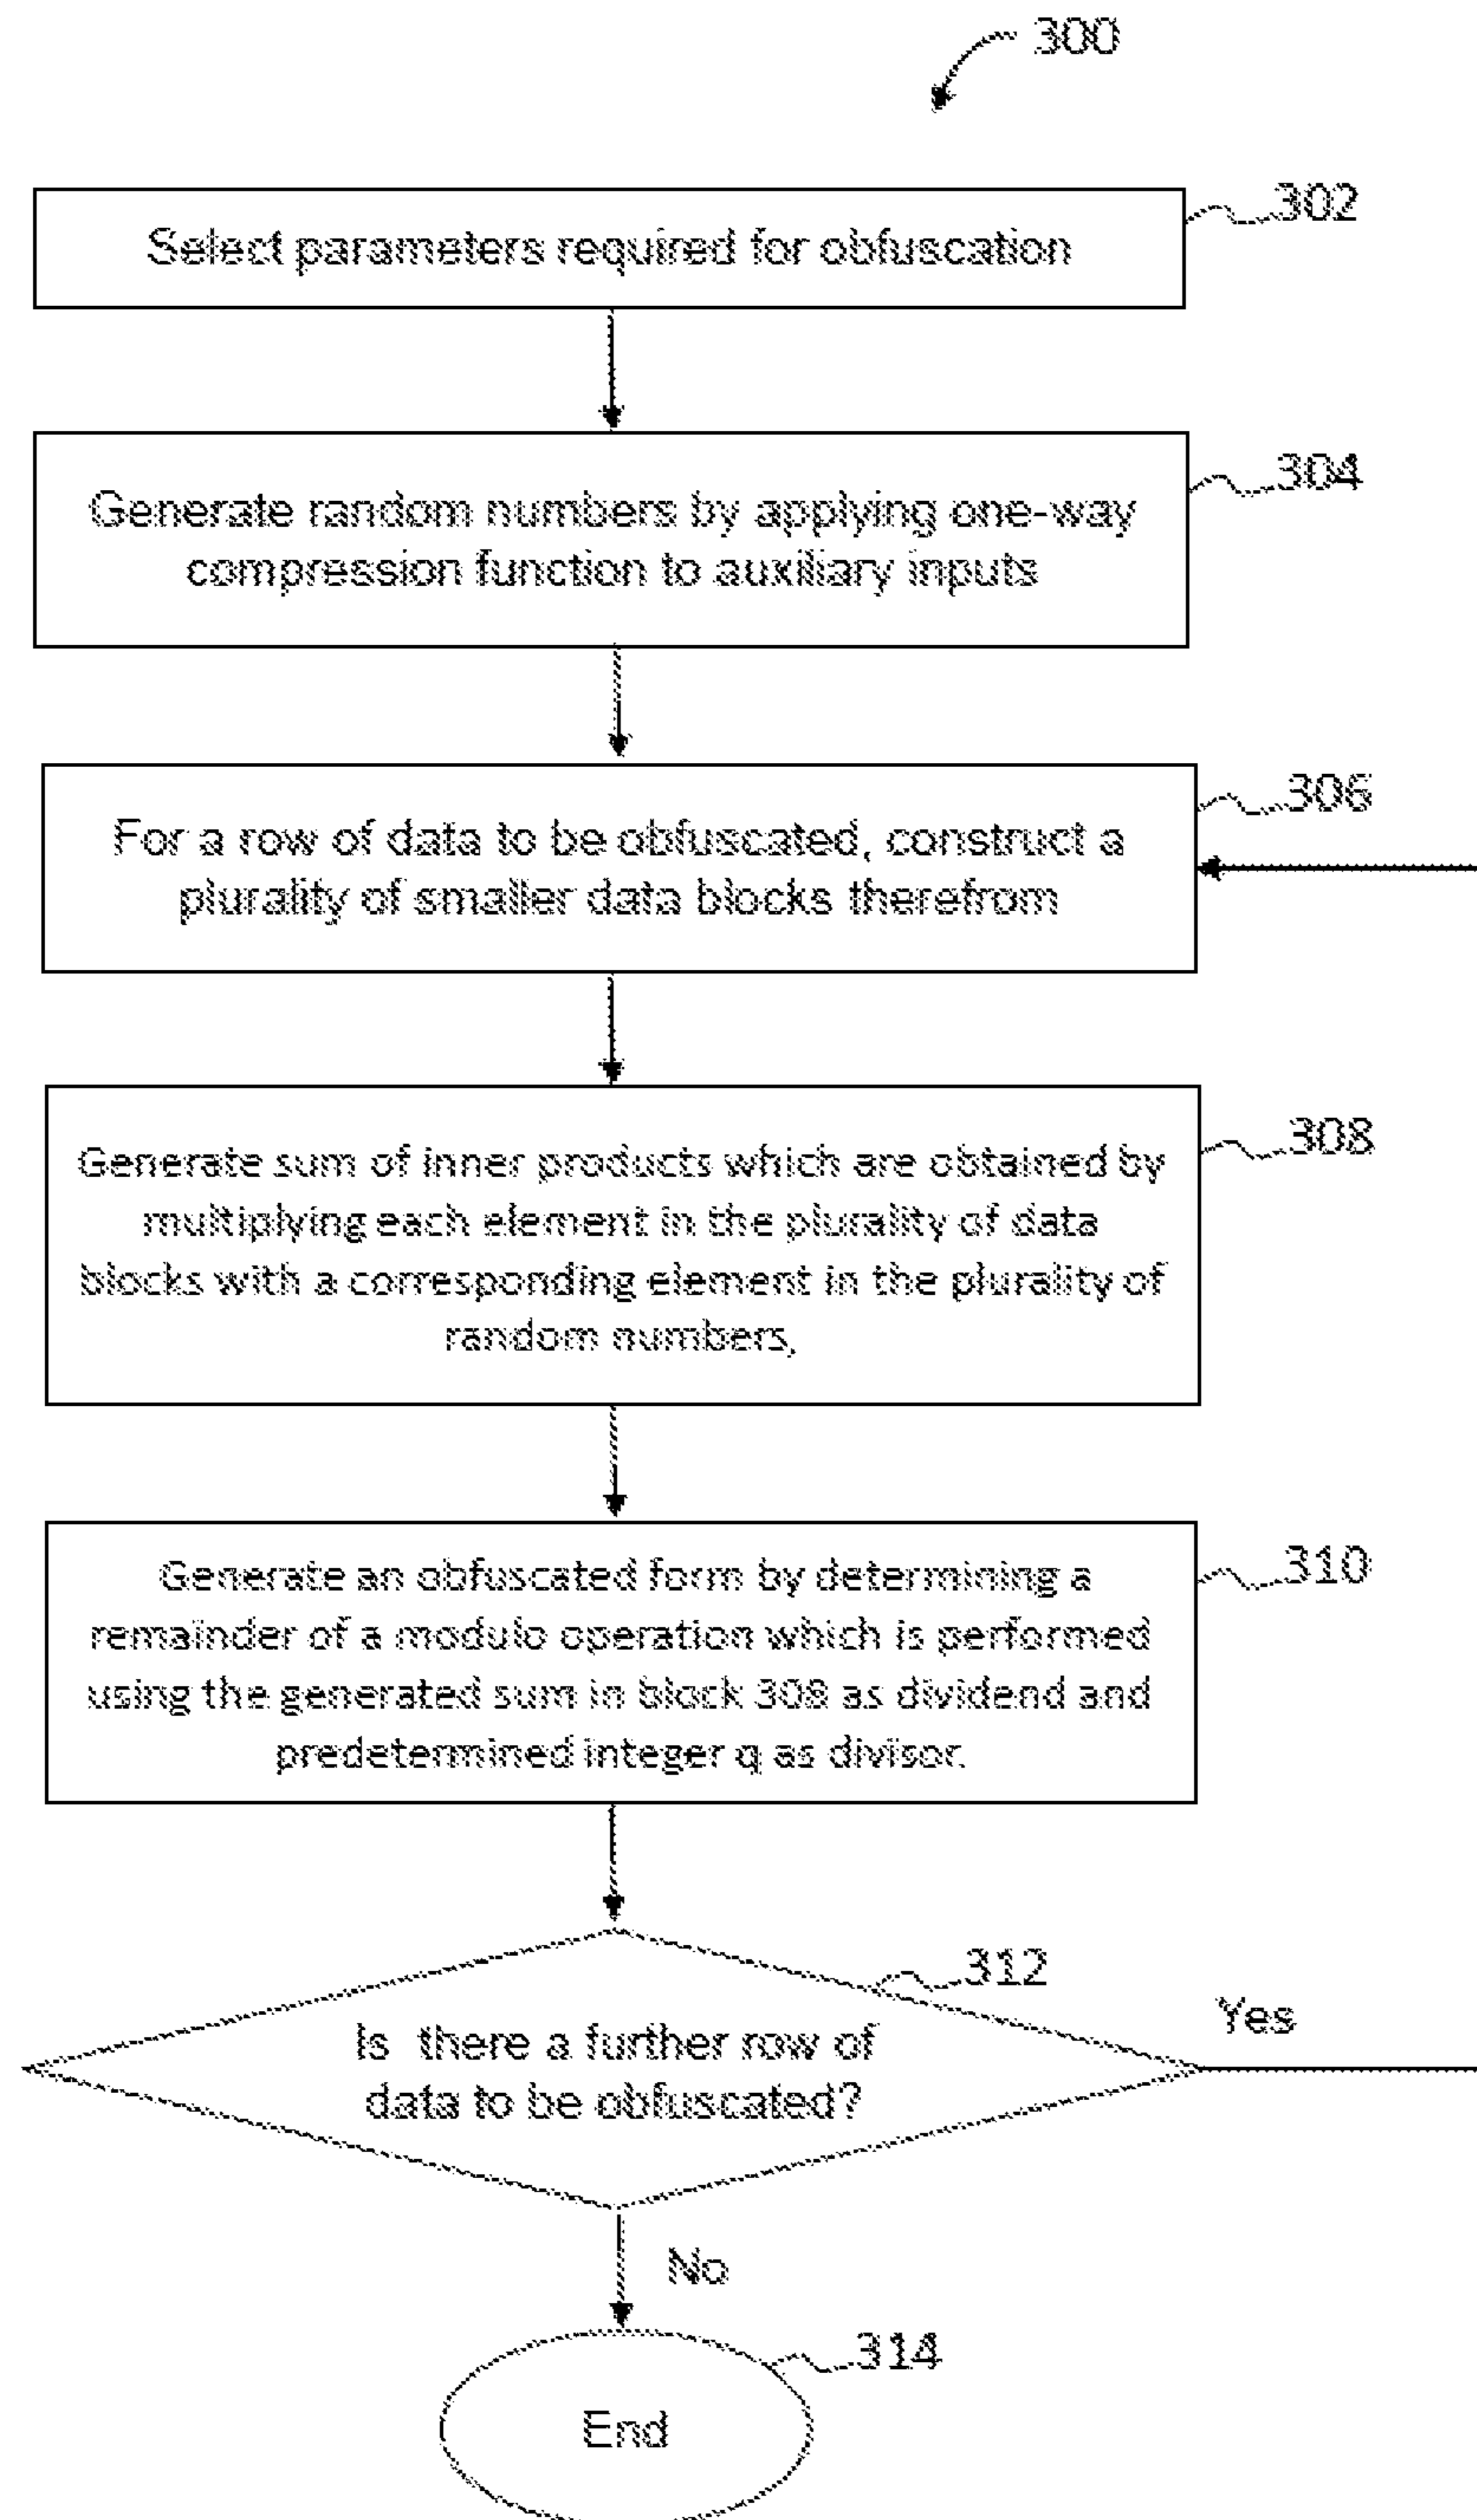 300
302
Select parameters required for obfuscation
304
Generate random numbers by applying one-way
compression function to auxiliary inputs
306
For a row of data to be obfuscated, construct a
plurality of smaller data blocks therefrom
308
Generate sum of inner products which are obtained by
multiplying each element in the plurality of data
blocks with a corresponding element in the plurality of
random numbers,
310
Generate an obfuscated form by determining a
remainder of a modulo operation which is performed
using the generated sum in block 308 as dividend and
predetermined integer q as divisor.
312
Yes
Is there a further row of
data to be obfuscated?
No
314
End